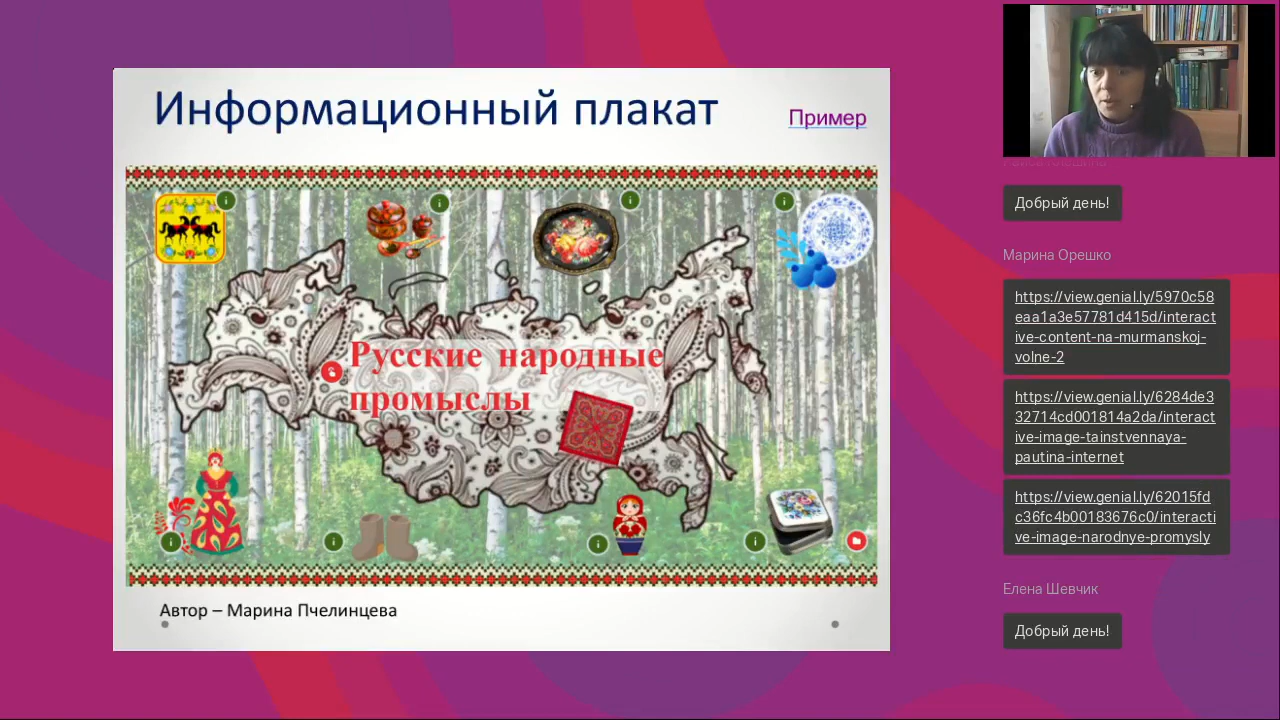 Информационный плакат
Пример
Русские народные
промыслы
Автор – Марина Пчелинцева
Добрый день!
Марина Орешко
https://view.genial.ly/5970c58
eaa1a3e57781d415d/interact
ive-content-na-murmanskoj-
volne-2
https://view.genial.ly/6284de3
32714cd001814a2da/interact
ive-image-tainstvennaya-
pautina-internet
https://view.genial.ly/62015fd
c36fc4b00183676c0/interacti
ve-image-narodnye-promysly
Елена Шевчик
Добрый день!